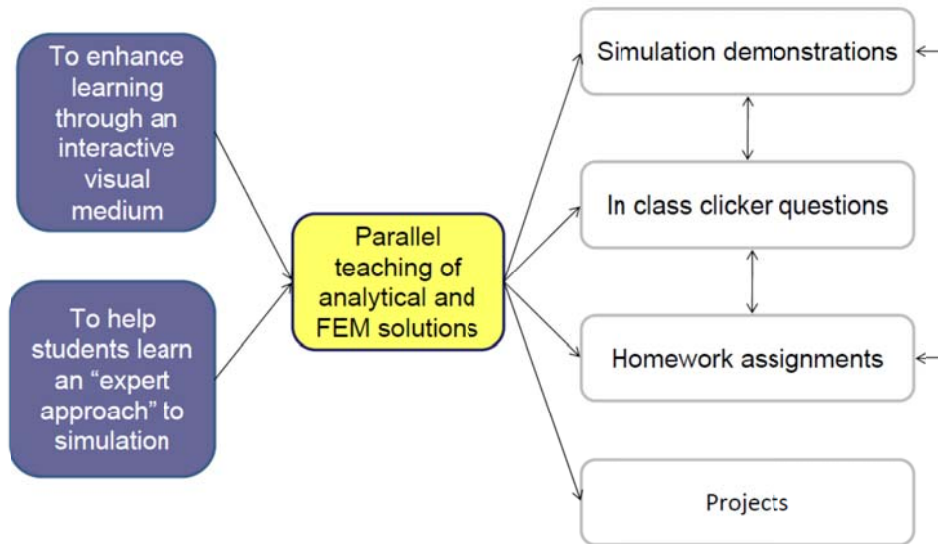 To enhance
learning
through an
interactive
visual
medium
To help
students learn
an “expert
approach” to
simulation
Parallel
teaching of
analytical and
FEM solutions
Simulation demonstrations
In class clicker questions
Homework assignments
Projects